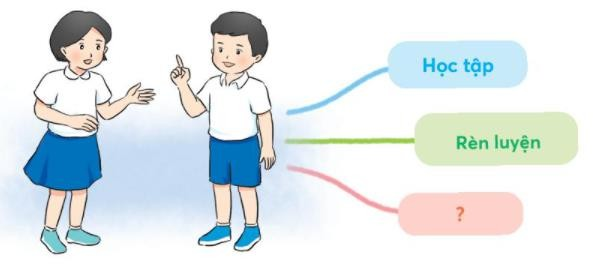 Học tập
Rèn luyện
?